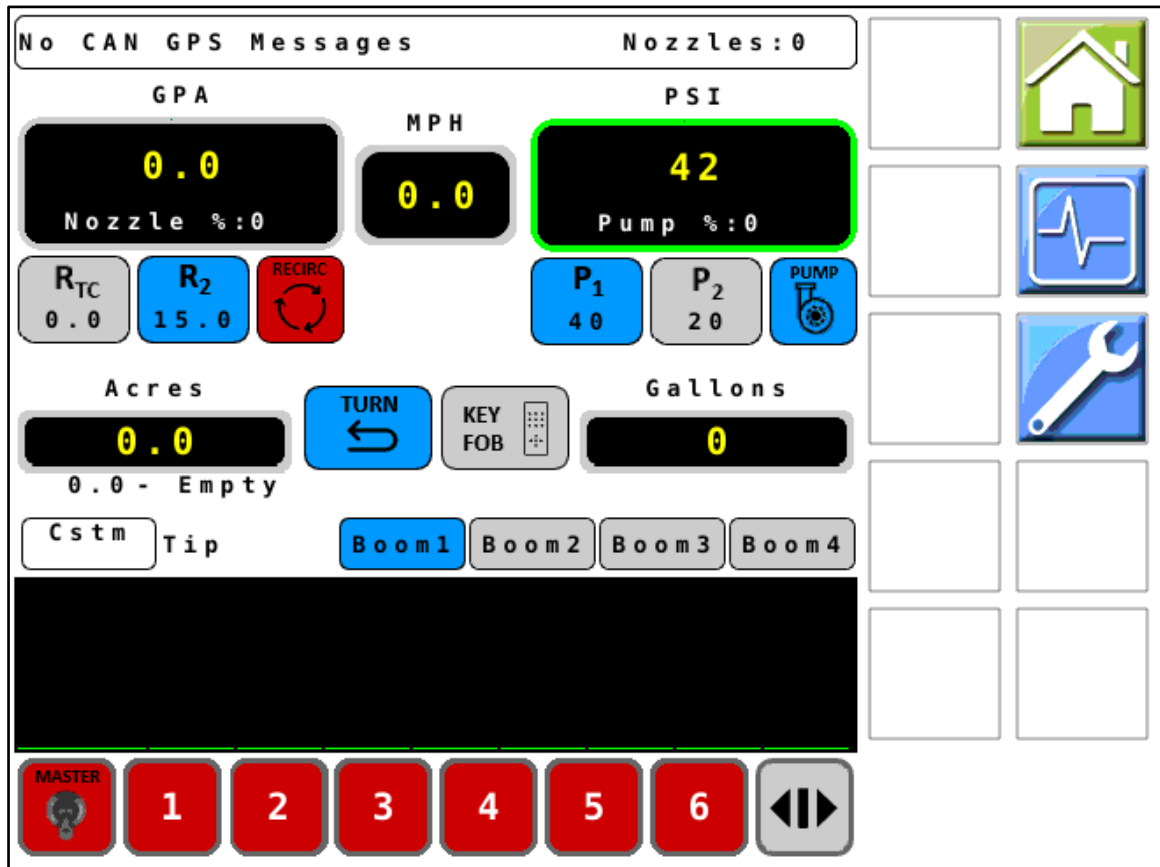 No CAN GPS Messages Nozzles:0
GPA MPH PSI
0.0 0.0 42
Nozzle %:0 Pump %:0
RTC R2 RECIRC P1 P2 PUMP
0.0 15.0 40 20
Acres TURN KEY FOB Gallons
0.0 0
0.0- Empty
Cstm Tip Boom1 Boom2 Boom3 Boom4
MASTER 1 2 3 4 5 6